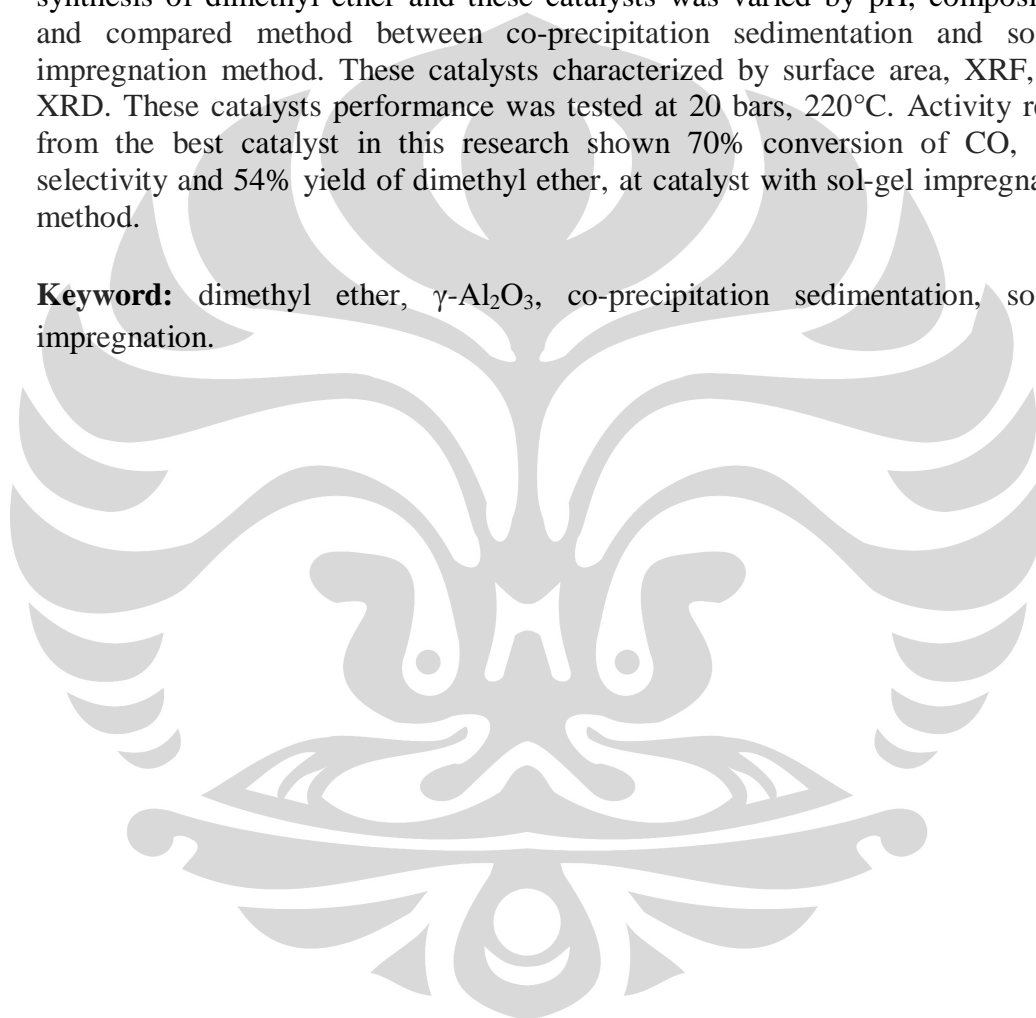 synthesis of dimethyl ether and these catalysts was varied by pH, composi
and compared method between co-precipitation sedimentation and so
impregnation method. These catalysts characterized by surface area, XRF,
XRD. These catalysts performance was tested at 20 bars, 220°C. Activity re
from the best catalyst in this research shown 70% conversion of CO,
selectivity and 54% yield of dimethyl ether, at catalyst with sol-gel impregna
method.
Keyword: dimethyl ether, γ-Al₂O₃, co-precipitation sedimentation, so
impregnation.